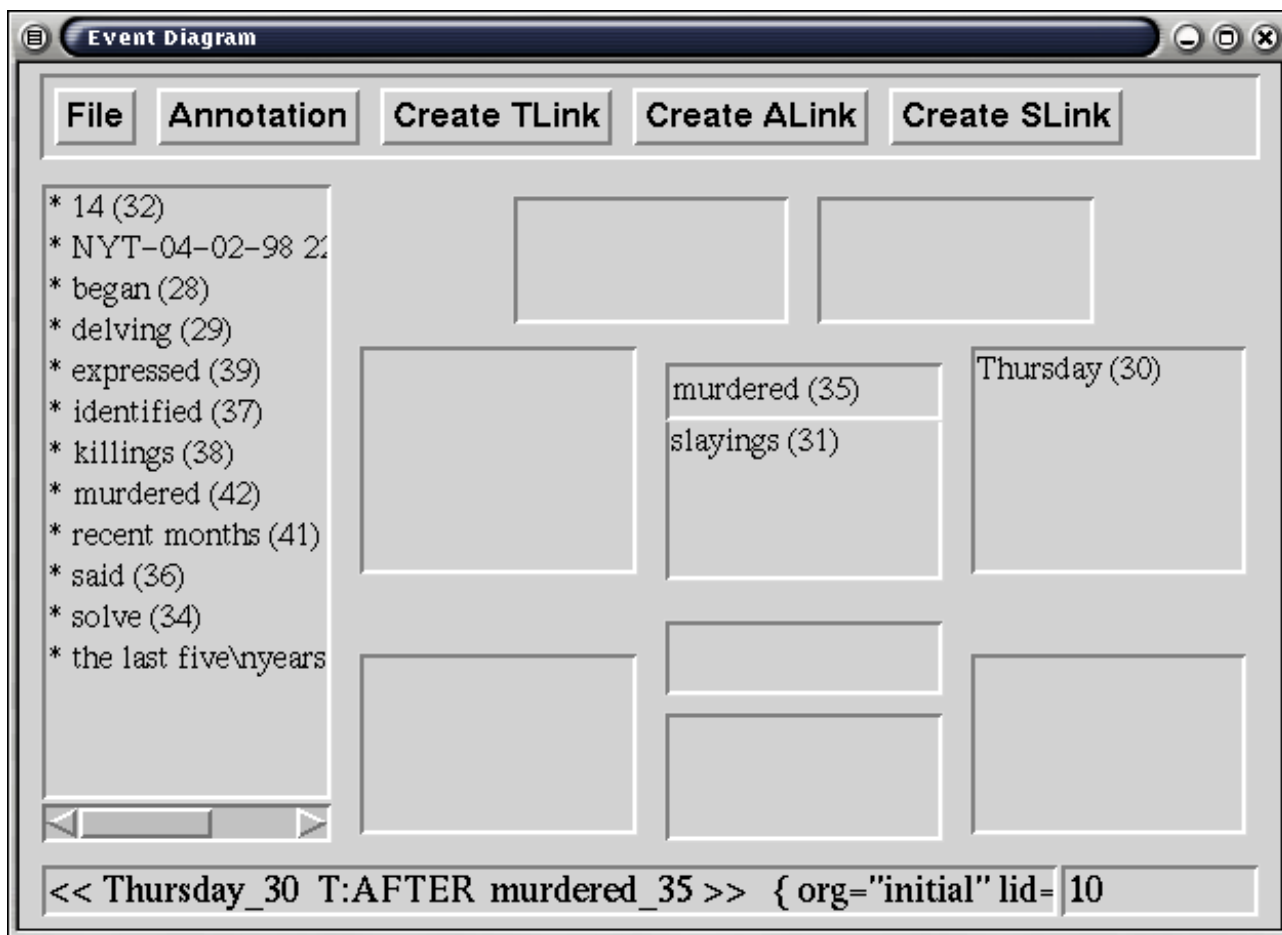 Event Diagram
File Annotation Create TLink Create ALink Create SLink
* 14 (32)
* NYT-04-02-98 22
* began (28)
* delving (29)
* expressed (39)
* identified (37)
* killings (38)
* murdered (42)
* recent months (41)
* said (36)
* solve (34)
* the last five\nyears
murdered (35)
slayings (31)
Thursday (30)
<< Thursday_30 T:AFTER murdered_35 >> { org="initial" lid= 10